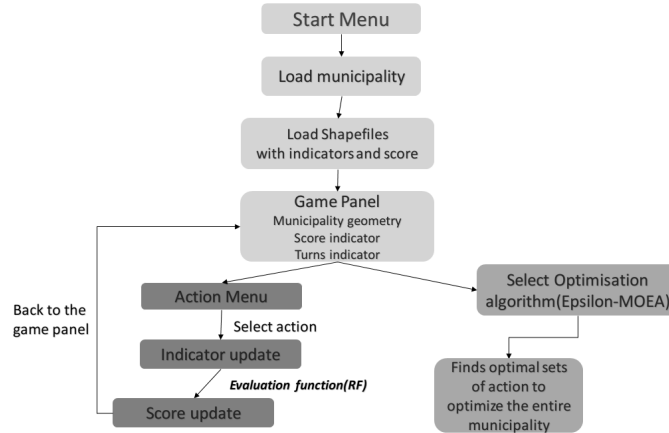 Start Menu
Load municipality
Load Shapefiles
with indicators and score
Game Panel
Municipality geometry
Score indicator
Turns indicator
Action Menu
Select action
Indicator update
Evaluation function(RF)
Score update
Back to the
game panel
Select Optimisation
algorithm(Epsilon-MOEA)
Finds optimal sets
of action to
optimize the entire
municipality